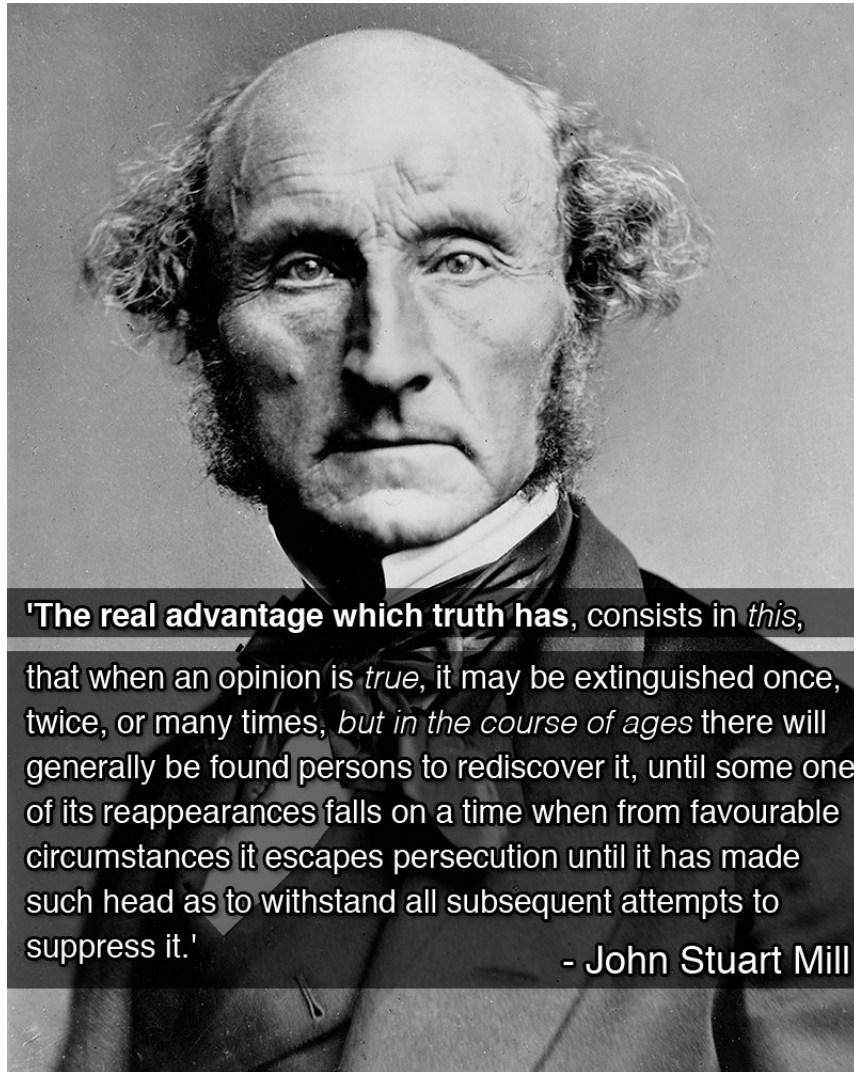 'The real advantage which truth has, consists in this,
that when an opinion is true, it may be extinguished once,
twice, or many times, but in the course of ages there will
generally be found persons to rediscover it, until some one
of its reappearances falls on a time when from favourable
circumstances it escapes persecution until it has made
such head as to withstand all subsequent attempts to
suppress it.'
- John Stuart Mill